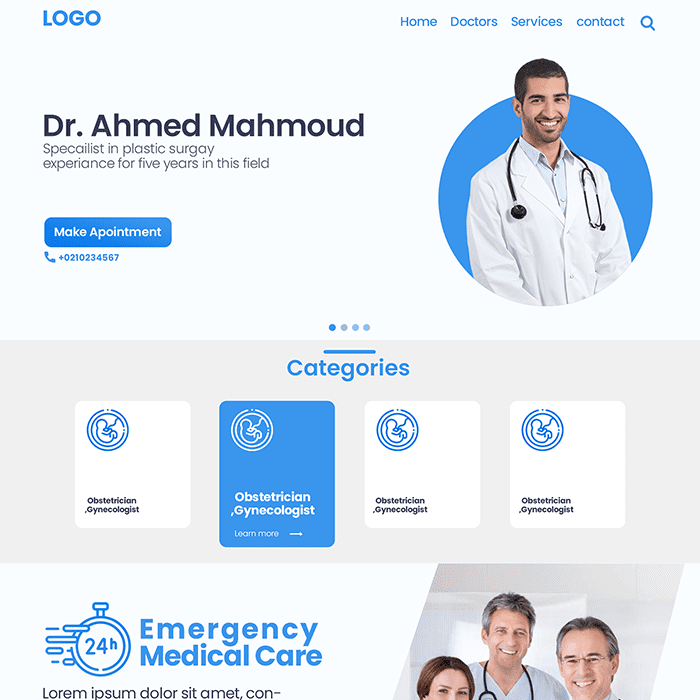 LOGO
Home Doctors Services contact
Dr. Ahmed Mahmoud
Specailist in plastic surgay
experiance for five years in this field
Make Apointment
+0210234567
Categories
Obstetrician
,Gynecologist
Obstetrician
,Gynecologist
Learn more
Obstetrician
,Gynecologist
Obstetrician
,Gynecologist
24h
Emergency
Medical Care
Lorem ipsum dolor sit amet, con-